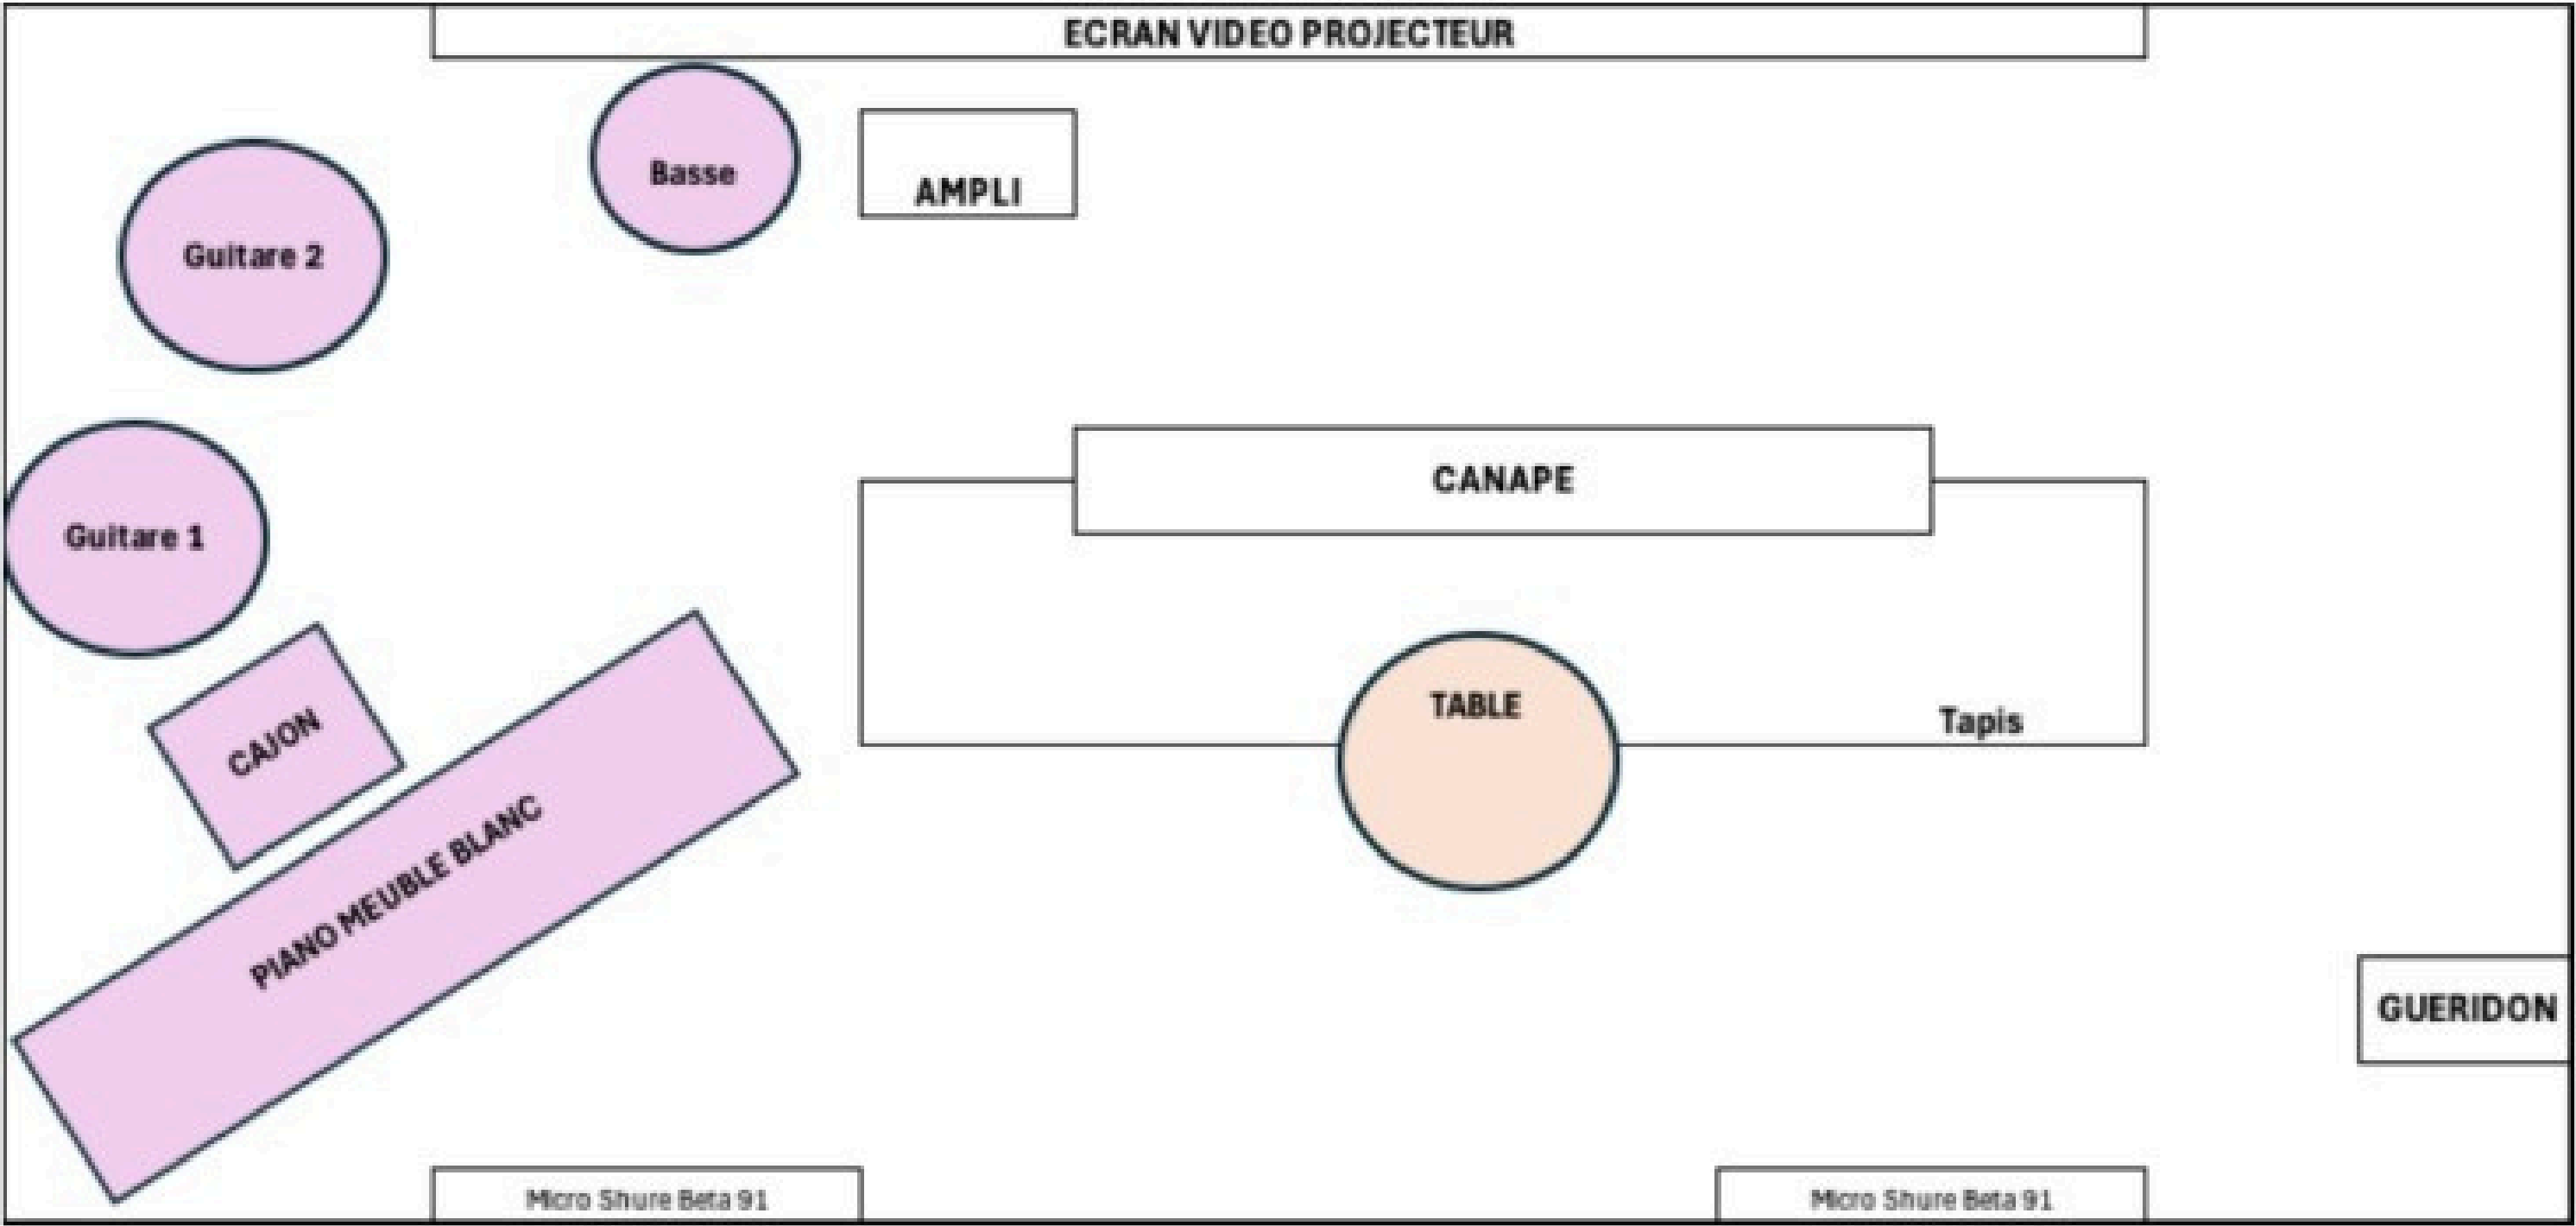 ECRAN VIDEO PROJECTEUR
Basse
AMPLI
Guitare 2
CANAPE
Guitare 1
TABLE
Tapis
CAJON
PIANO MEUBLE BLANC
GUERIDON
Micro Shure Beta 91
Micro Shure Beta 91